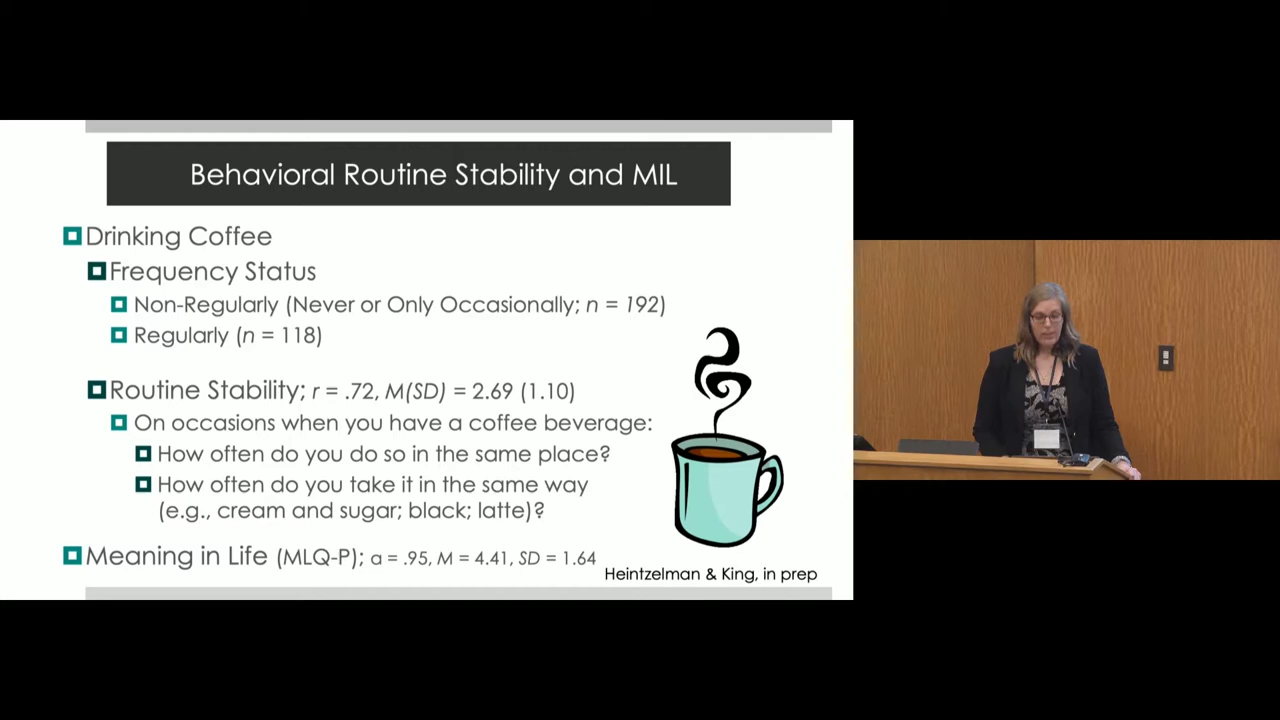 Behavioral Routine Stability and MIL
Drinking Coffee
Frequency Status
Non-Regularly (Never or Only Occasionally; n = 192)
Regularly (n = 118)
Routine Stability; r = .72, M(SD) = 2.69 (1.10)
On occasions when you have a coffee beverage:
How often do you do so in the same place?
How often do you take it in the same way
(e.g., cream and sugar; black; latte)?
Meaning in Life (MLQ-P); a = .95, M = 4.41, SD = 1.64
Heintzelman & King, in prep